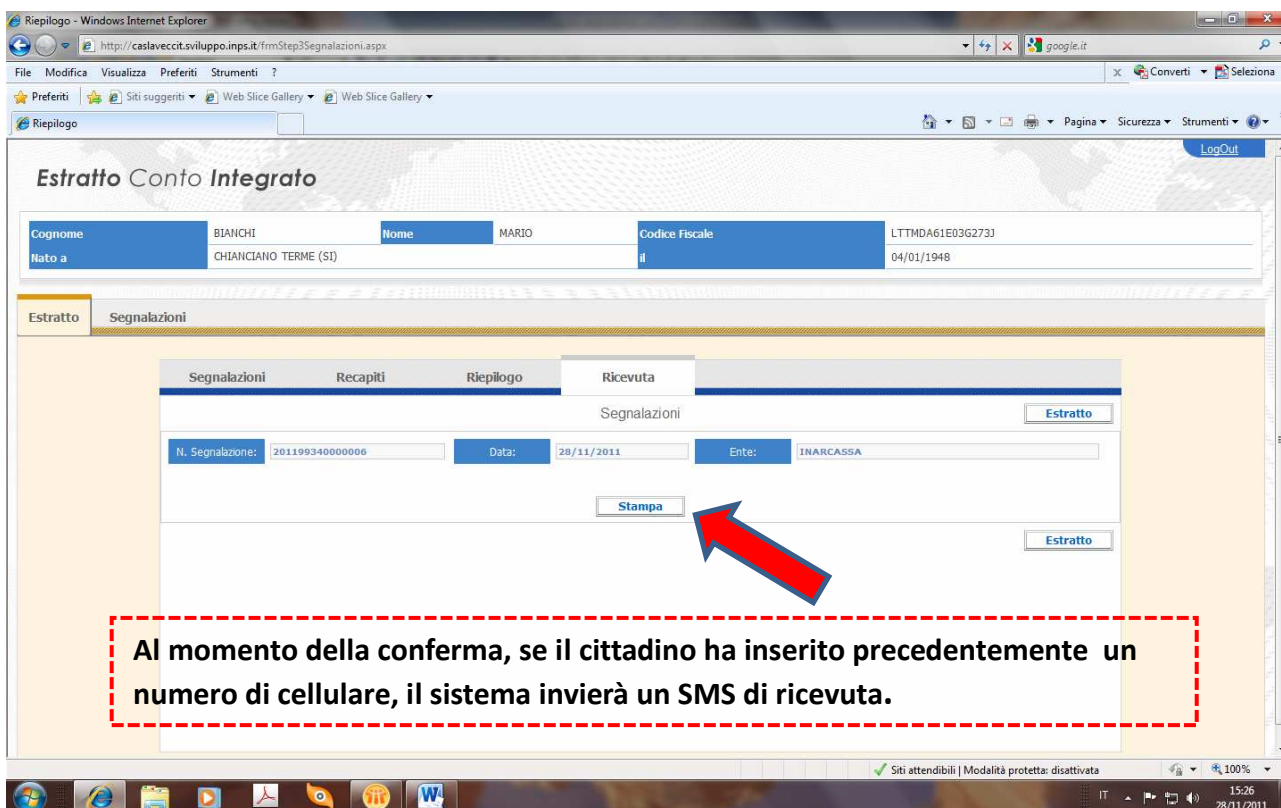 Riepilogo - Windows Internet Explorer
http://caslaveccit.sviluppo.inps.it/frmStep3Segnalazioni.aspx google.it
File Modifica Visualizza Preferiti Strumenti ? x Converti Seleziona
Preferiti Siti suggeriti Web Slice Gallery Web Slice Gallery
Riepilogo Pagina Sicurezza Strumenti
LogOut
Estratto Conto Integrato
Cognome BIANCHI Nome MARIO Codice Fiscale LTTMDA61E03G273J
Nato a CHIANCIANO TERME (SI) il 04/01/1948
Estratto Segnalazioni
Segnalazioni Recapiti Riepilogo Ricevuta
Segnalazioni Estratto
N. Segnalazione: 201199340000006 Data: 28/11/2011 Ente: INARCASSA
Stampa
Estratto
Al momento della conferma, se il cittadino ha inserito precedentemente un
numero di cellulare, il sistema invierà un SMS di ricevuta.
Siti attendibili | Modalità protetta: disattivata 100%
IT 15:26
28/11/2011